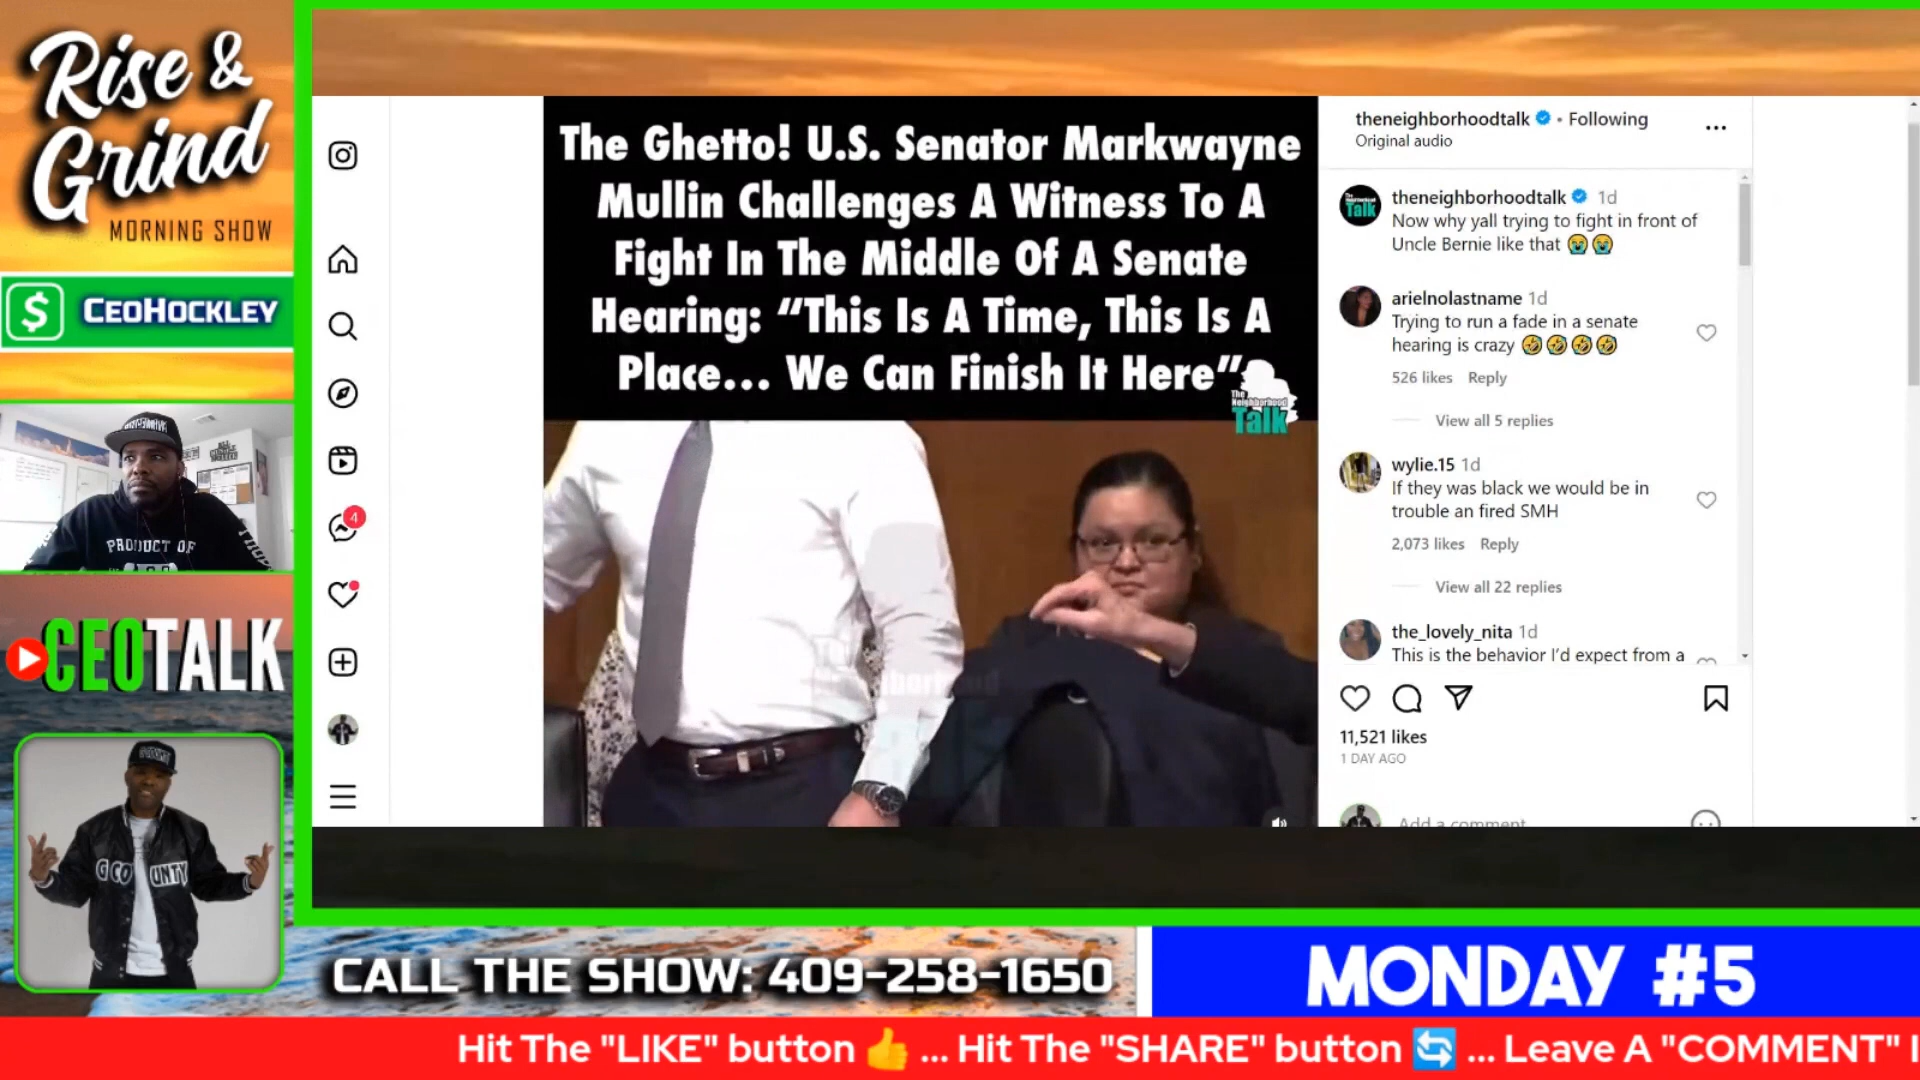 Rise &
Grind
MORNING SHOW
$ CEOHOCKLEY
PRODUCT OF
CEOTALK
G COUNTY
The Ghetto! U.S. Senator Markwayne
Mullin Challenges A Witness To A
Fight In The Middle Of A Senate
Hearing: “This Is A Time, This Is A
Place... We Can Finish It Here”
The
Neighborhood
Talk
4
theneighborhoodtalk • Following
Original audio
theneighborhoodtalk 1d
Now why yall trying to fight in front of
Uncle Bernie like that 😭😭
arielnolastname 1d
Trying to run a fade in a senate
hearing is crazy 🤣🤣🤣🤣
526 likes Reply
View all 5 replies
wylie.15 1d
If they was black we would be in
trouble an fired SMH
2,073 likes Reply
View all 22 replies
the_lovely_nita 1d
This is the behavior I'd expect from a
11,521 likes
1 DAY AGO
Add a comment
CALL THE SHOW: 409-258-1650
MONDAY #5
Hit The "LIKE" button 👍 ... Hit The "SHARE" button 🔄 ... Leave A "COMMENT"